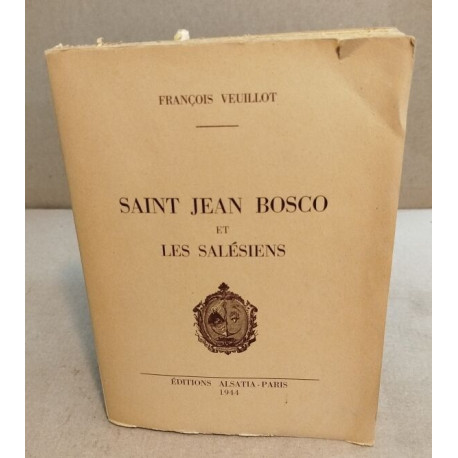 FRANÇOIS VEUILLOT
SAINT JEAN BOSCO
ET
LES SALÉSIENS
ÉDITIONS ALSATIA-PARIS
1944